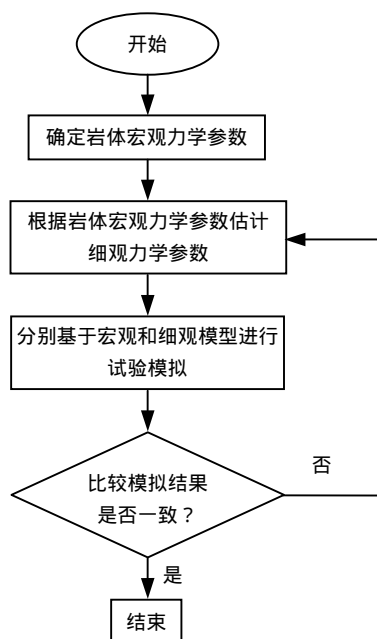 开始
确定岩体宏观力学参数
根据岩体宏观力学参数估计
细观力学参数
分别基于宏观和细观模型进行
试验模拟
比较模拟结果
是否一致？
否
是
结束